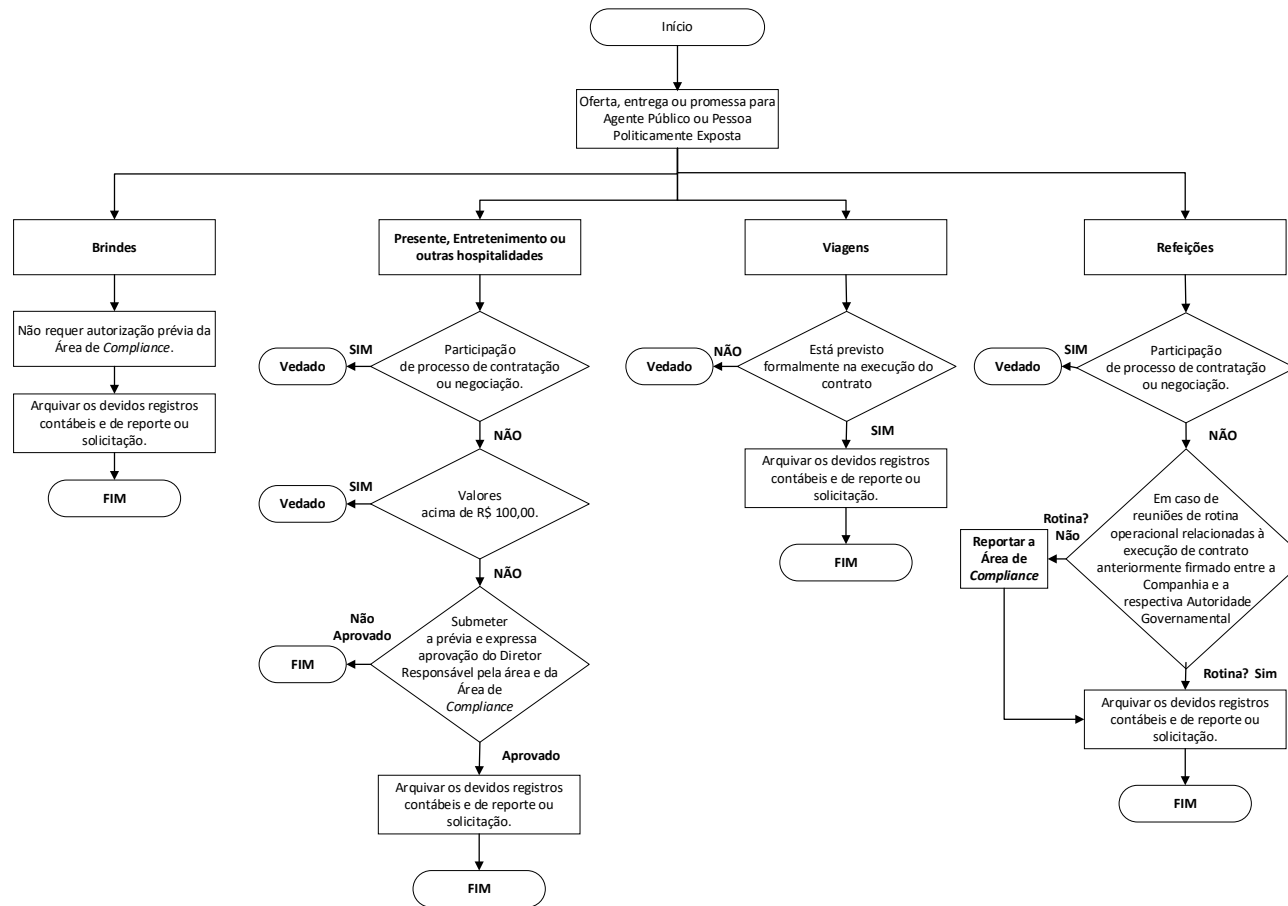 Início
Oferta, entrega ou promessa para
Agente Público ou Pessoa
Politicamente Exposta
Brindes
Não requer autorização prévia da
Área de Compliance.
Arquivar os devidos registros
contábeis e de reporte ou
solicitação.
FIM
Presente, Entretenimento ou
outras hospitalidades
Participação
de processo de contratação
ou negociação.
SIM
Vedado
NÃO
Valores
acima de R$ 100,00.
SIM
Vedado
NÃO
Submeter
a prévia e expressa
aprovação do Diretor
Responsável pela área e da
Área de
Compliance
Não
Aprovado
FIM
Aprovado
Arquivar os devidos registros
contábeis e de reporte ou
solicitação.
FIM
Viagens
Está previsto
formalmente na execução do
contrato
NÃO
Vedado
SIM
Arquivar os devidos registros
contábeis e de reporte ou
solicitação.
FIM
Refeições
Participação
de processo de contratação
ou negociação.
SIM
Vedado
NÃO
Em caso de
reuniões de rotina
operacional relacionadas à
execução de contrato
anteriormente firmado entre a
Companhia e a
respectiva Autoridade
Governamental
Rotina?
Não
Reportar a
Área de
Compliance
Rotina? Sim
Arquivar os devidos registros
contábeis e de reporte ou
solicitação.
FIM